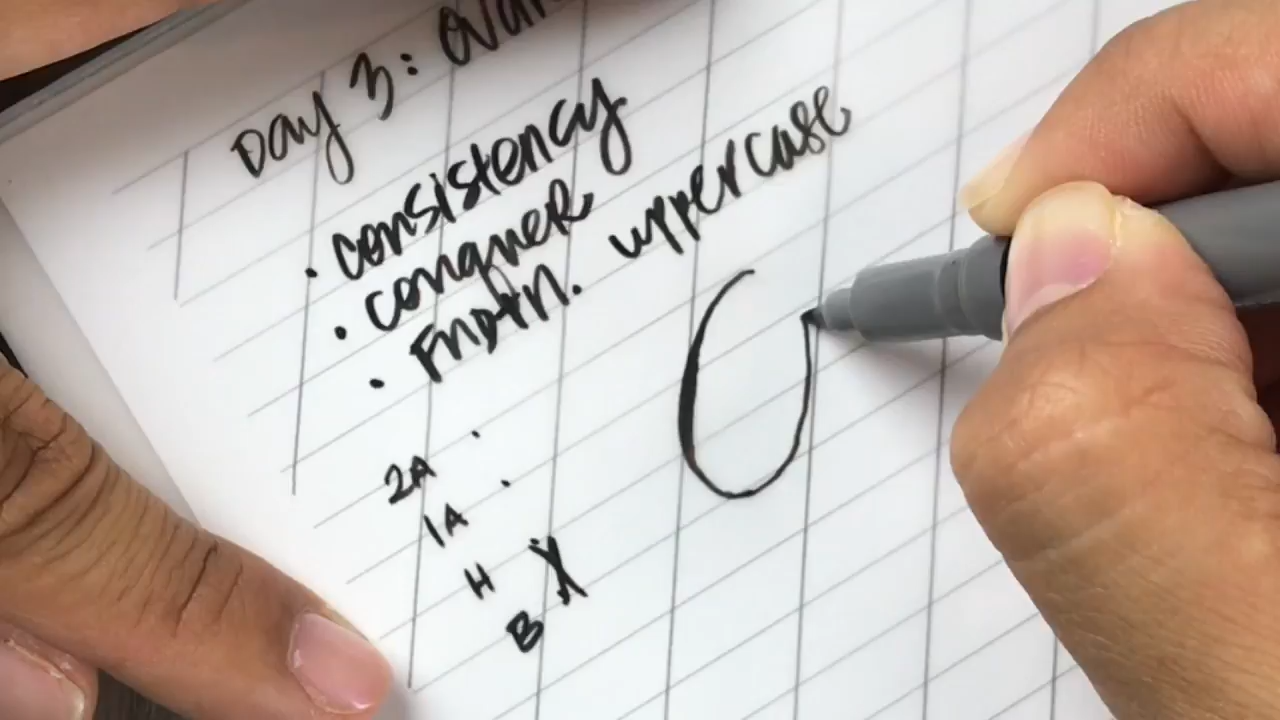 Day 3:
• consistency
• conquer
• FNDtN. uppercase
2A
1A
H
B